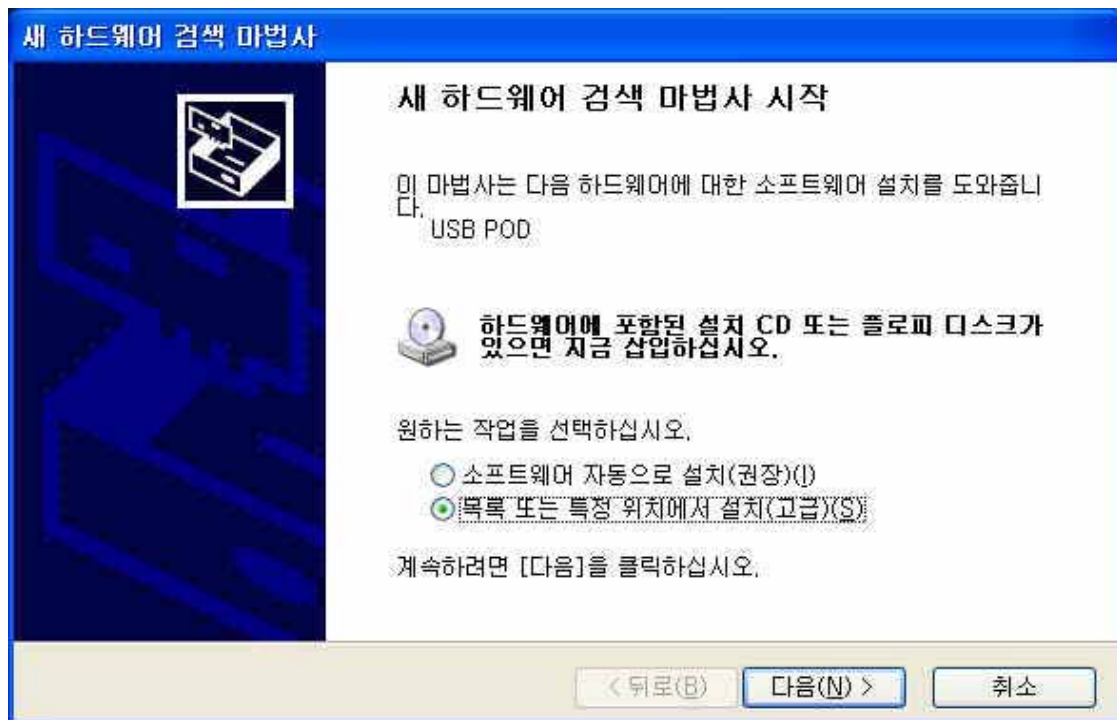 새 하드웨어 검색 마법사
새 하드웨어 검색 마법사 시작
이 마법사는 다음 하드웨어에 대한 소프트웨어 설치를 도와줍니
다.
USB POD
하드웨어에 포함된 설치 CD 또는 플로피 디스크가
있으면 지금 삽입하십시오.
원하는 작업을 선택하십시오.
소프트웨어 자동으로 설치(권장)(I)
목록 또는 특정 위치에서 설치(고급)(S)
계속하려면 [다음]을 클릭하십시오.
< 뒤로(B) 다음(N) > 취소